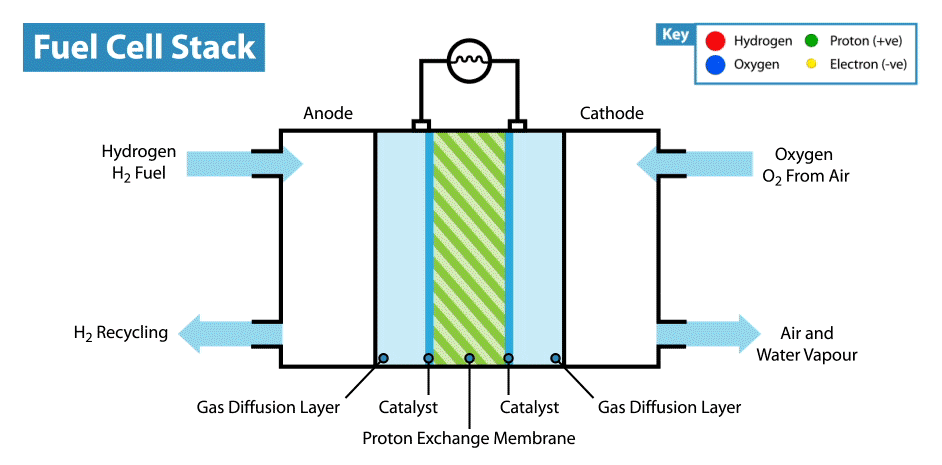 Fuel Cell Stack
Key
Hydrogen
Proton (+ve)
Oxygen
Electron (-ve)
Anode
Cathode
Hydrogen
H₂ Fuel
Oxygen
O₂ From Air
H₂ Recycling
Air and
Water Vapour
Gas Diffusion Layer
Catalyst
Catalyst
Gas Diffusion Layer
Proton Exchange Membrane